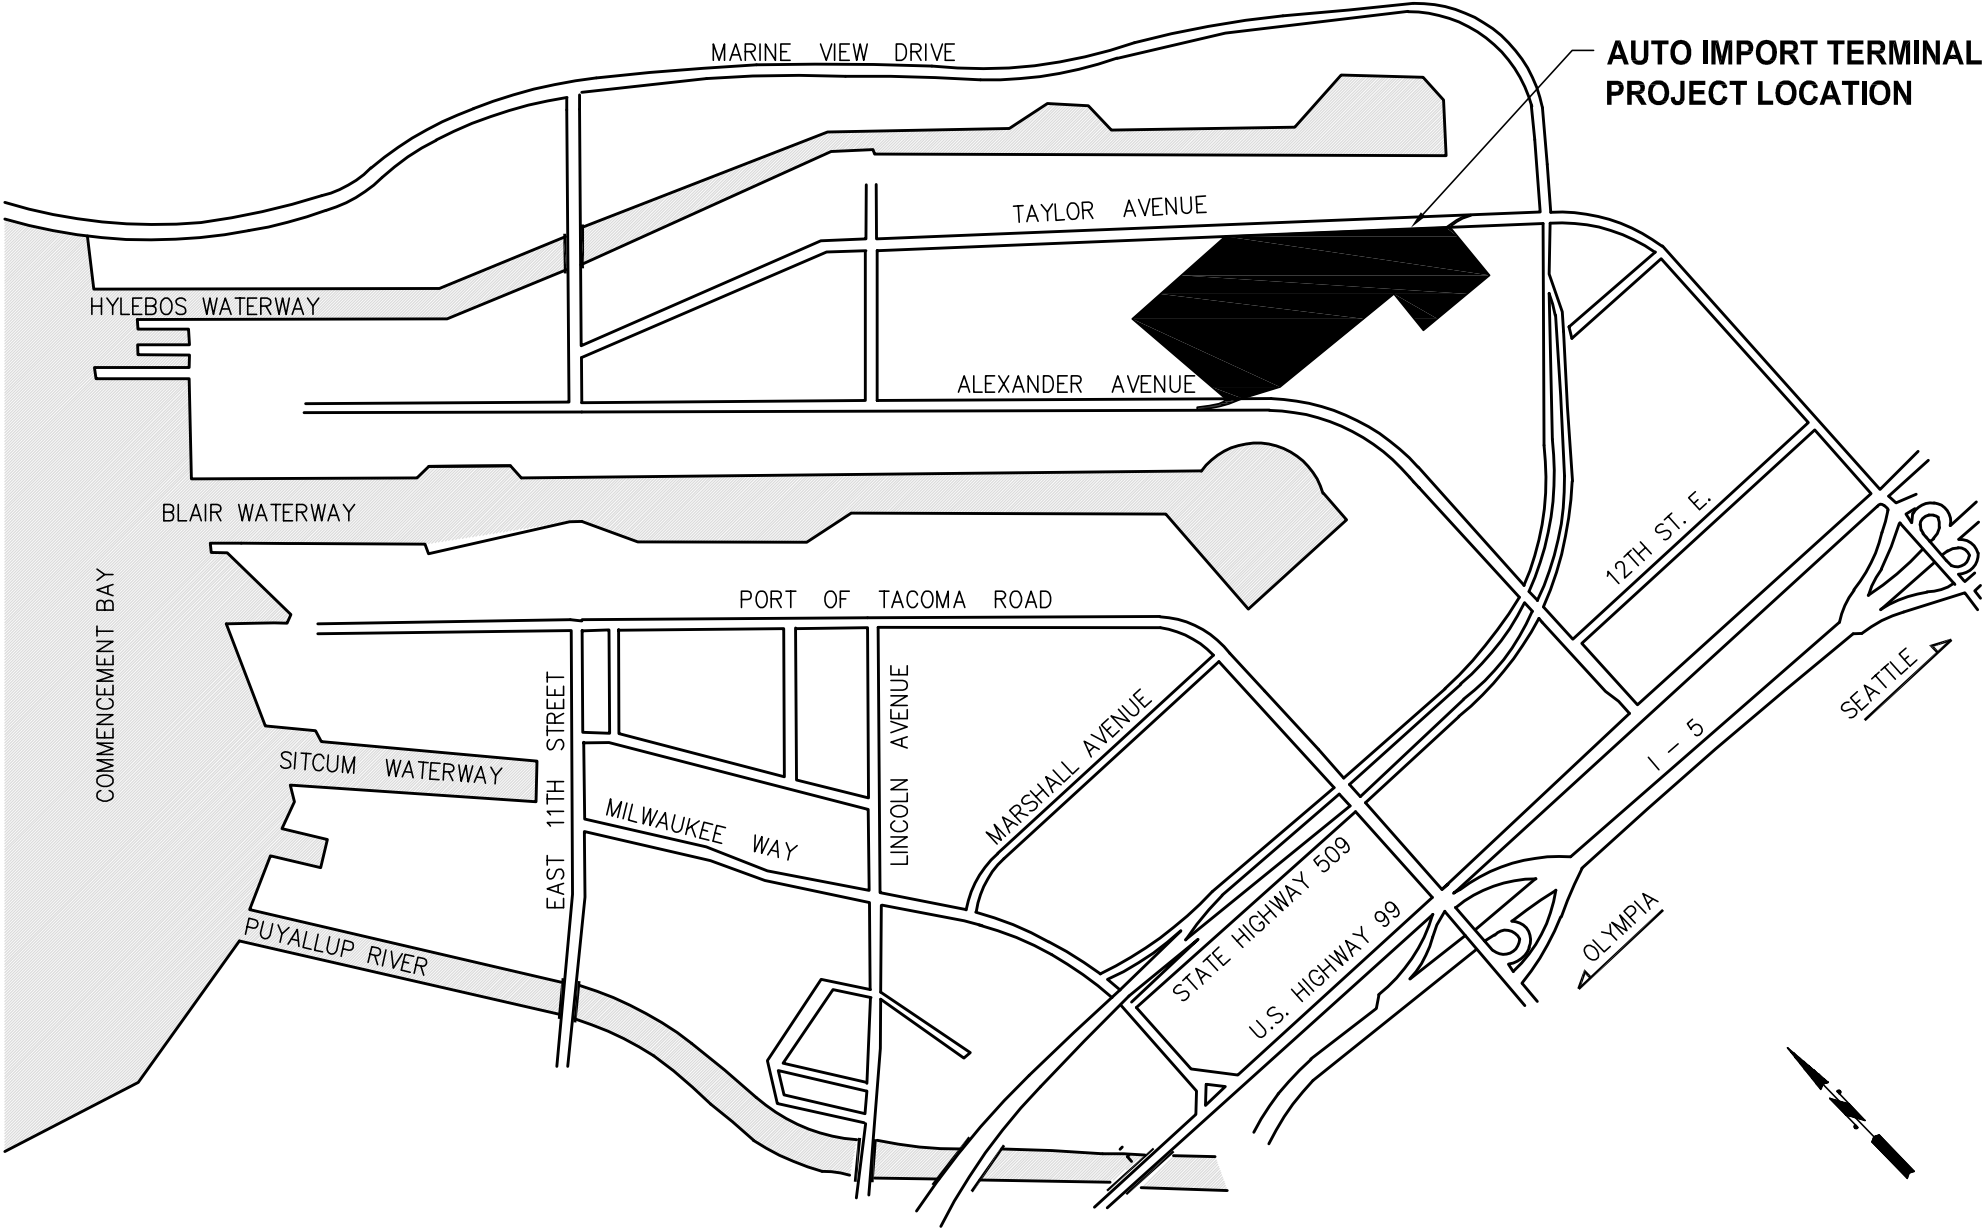 MARINE VIEW DRIVE
AUTO IMPORT TERMINAL
PROJECT LOCATION
TAYLOR AVENUE
HYLEBOS WATERWAY
ALEXANDER AVENUE
BLAIR WATERWAY
12TH ST. E.
COMMENCEMENT BAY
PORT OF TACOMA ROAD
SEATTLE
EAST 11TH STREET
LINCOLN AVENUE
MARSHALL AVENUE
I - 5
SITCUM WATERWAY
MILWAUKEE WAY
STATE HIGHWAY 509
U.S. HIGHWAY 99
OLYMPIA
PUYALLUP RIVER
N